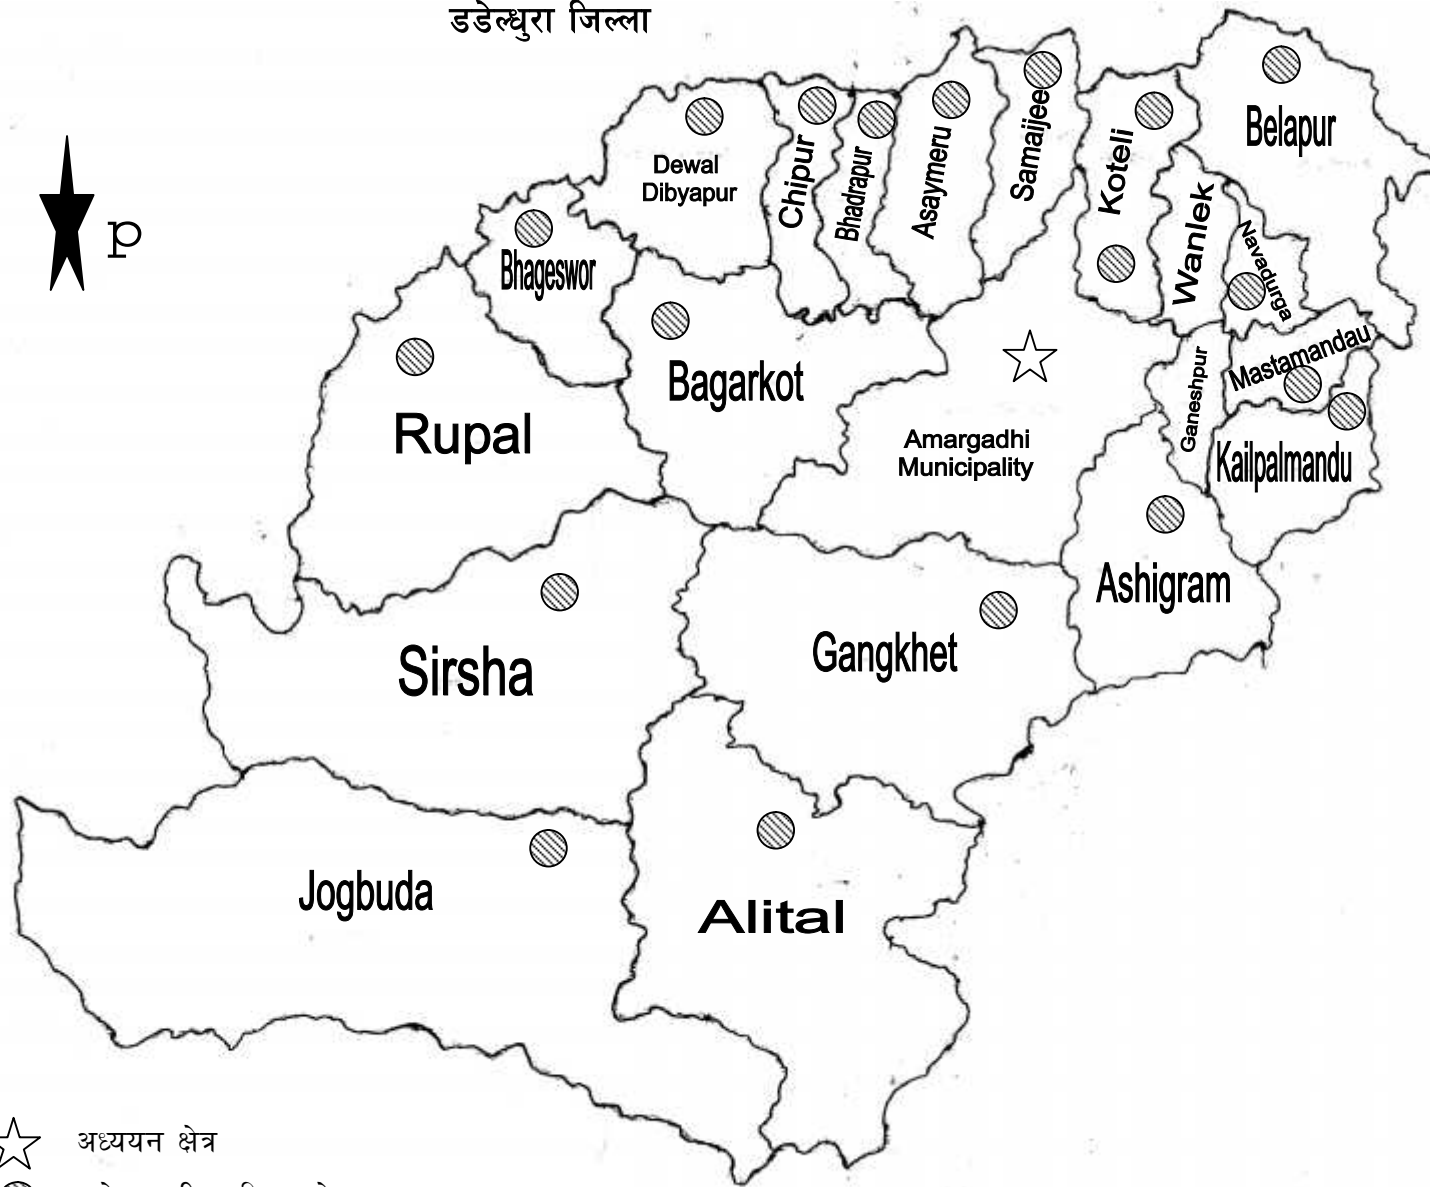 डडेल्धुरा जिल्ला
Belapur
Samaijee
Koteli
Dewal
Dibyapur
Chipur
Bhadrapur
Asaymeru
Wanlek
p
Bhageswor
Navadurga
Mastamandau
Bagarkot
Ganeshpur
Rupal
Amargadhi
Municipality
Kailpalmandu
Ashigram
Gangkhet
Sirsha
Jogbuda
Alital
अध्ययन क्षेत्र